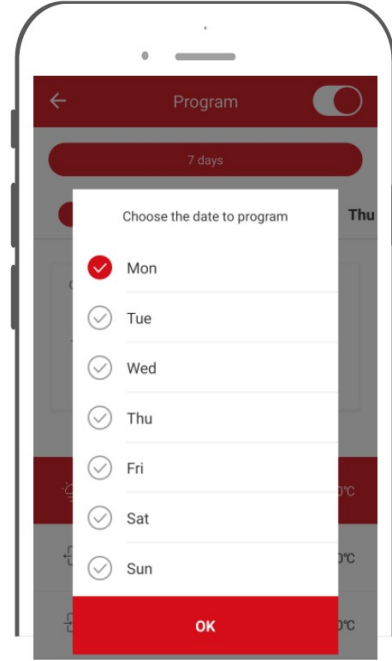 Program
7 days
Thu
Choose the date to program
Mon
Tue
Wed
Thu
Fri
Sat
Sun
OK